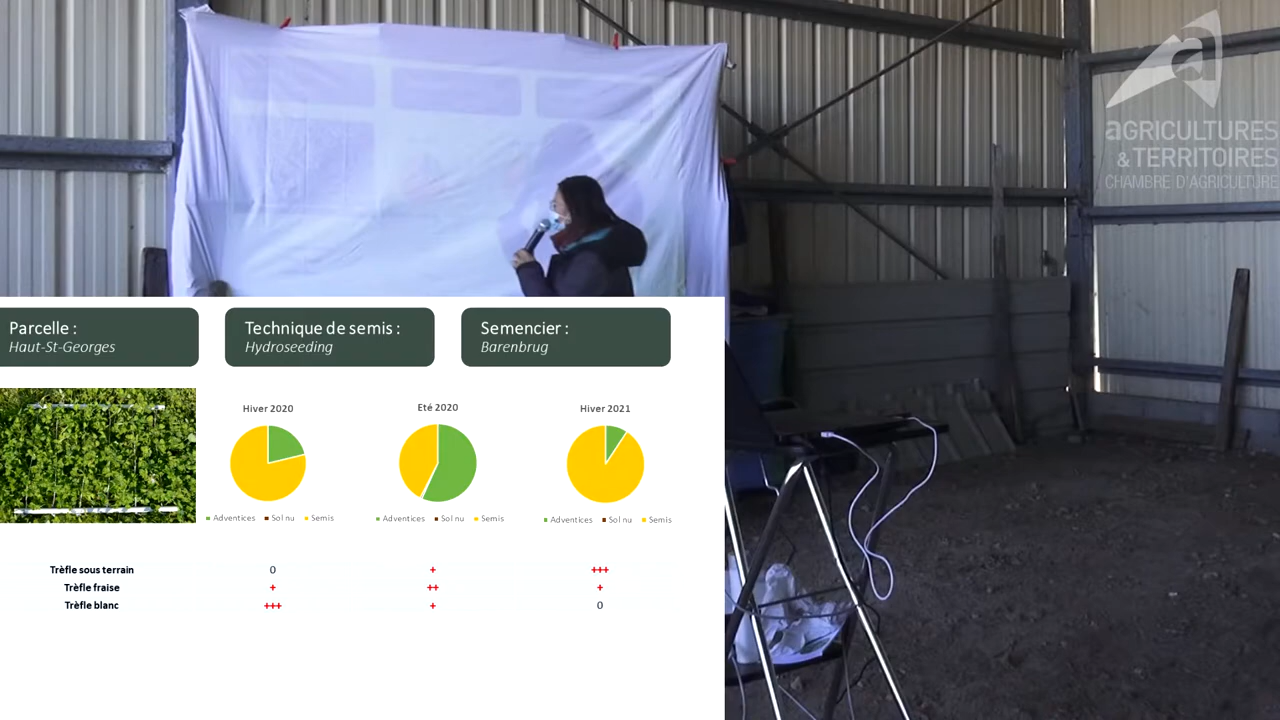 aGRICULTURES
& TERRITOIRES
CHAMBRE D'AGRICULTURE
Parcelle :
Haut-St-Georges
Technique de semis :
Hydroseeding
Semencier :
Barenbrug
Hiver 2020
Eté 2020
Hiver 2021
Adventices Sol nu Semis
Adventices Sol nu Semis
Adventices Sol nu Semis
Trèfle sous terrain 0 + +++
Trèfle fraise + ++ +
Trèfle blanc +++ + 0